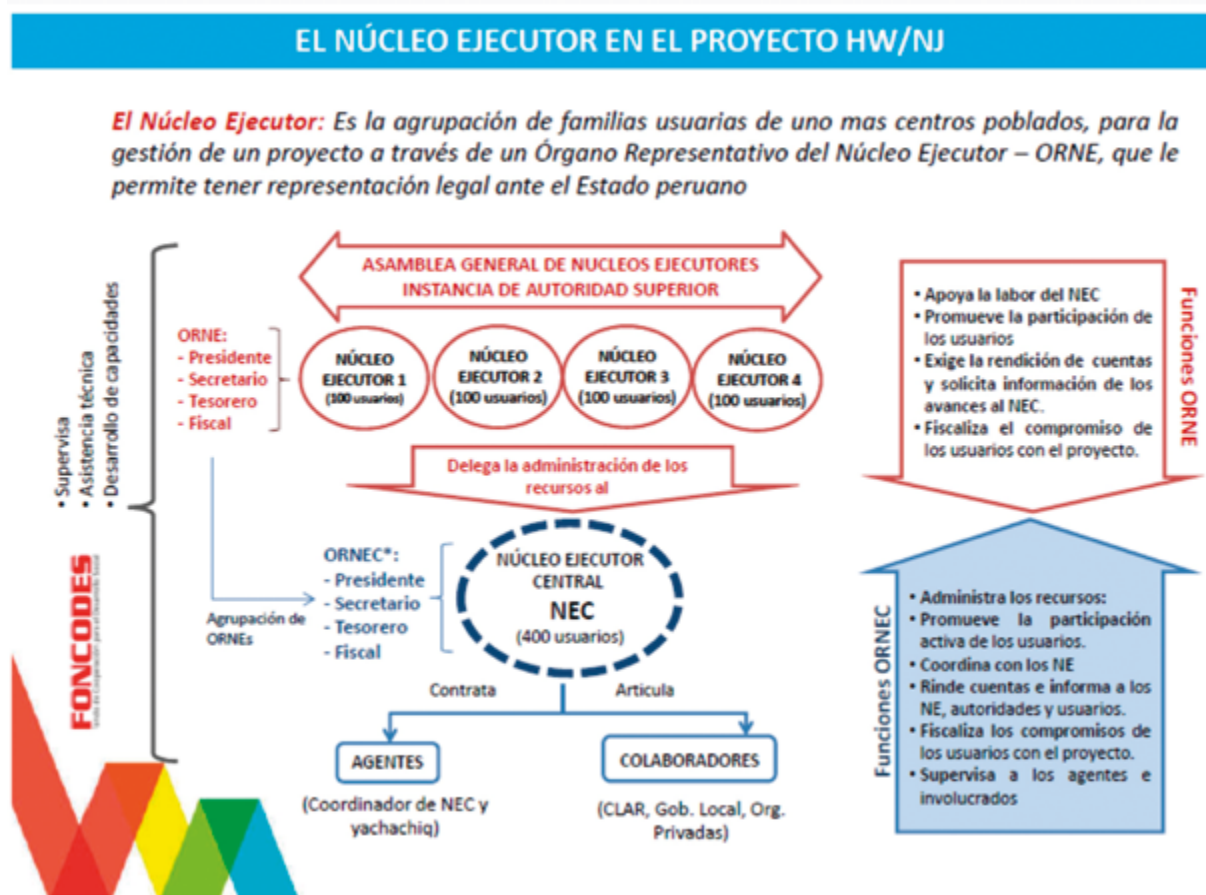 EL NÚCLEO EJECUTOR EN EL PROYECTO HW/NJ
El Núcleo Ejecutor: Es la agrupación de familias usuarias de uno mas centros poblados, para la
gestión de un proyecto a través de un Órgano Representativo del Núcleo Ejecutor – ORNE, que le
permite tener representación legal ante el Estado peruano
• Supervisa
• Asistencia técnica
• Desarrollo de capacidades
FONCODES
ASAMBLEA GENERAL DE NUCLEOS EJECUTORES
INSTANCIA DE AUTORIDAD SUPERIOR
ORNE:
- Presidente
- Secretario
- Tesorero
- Fiscal
NÚCLEO
EJECUTOR 1
(100 usuarios)
NÚCLEO
EJECUTOR 2
(100 usuarios)
NÚCLEO
EJECUTOR 3
(100 usuarios)
NÚCLEO
EJECUTOR 4
(100 usuarios)
Delega la administración de los
recursos al
Agrupación de
ORNEs
ORNEC*:
- Presidente
- Secretario
- Tesorero
- Fiscal
NÚCLEO EJECUTOR
CENTRAL
NEC
(400 usuarios)
Contrata
Articula
AGENTES
(Coordinador de NEC y
yachachiq)
COLABORADORES
(CLAR, Gob. Local, Org.
Privadas)
• Apoya la labor del NEC
• Promueve la participación de
los usuarios
• Exige la rendición de cuentas
y solicita información de los
avances al NEC.
• Fiscaliza el compromiso de
los usuarios con el proyecto.
Funciones ORNE
Funciones ORNEC
• Administra los recursos:
• Promueve la participación
activa de los usuarios.
• Coordina con los NE
• Rinde cuentas e informa a los
NE, autoridades y usuarios.
• Fiscaliza los compromisos de
los usuarios con el proyecto.
• Supervisa a los agentes e
involucrados